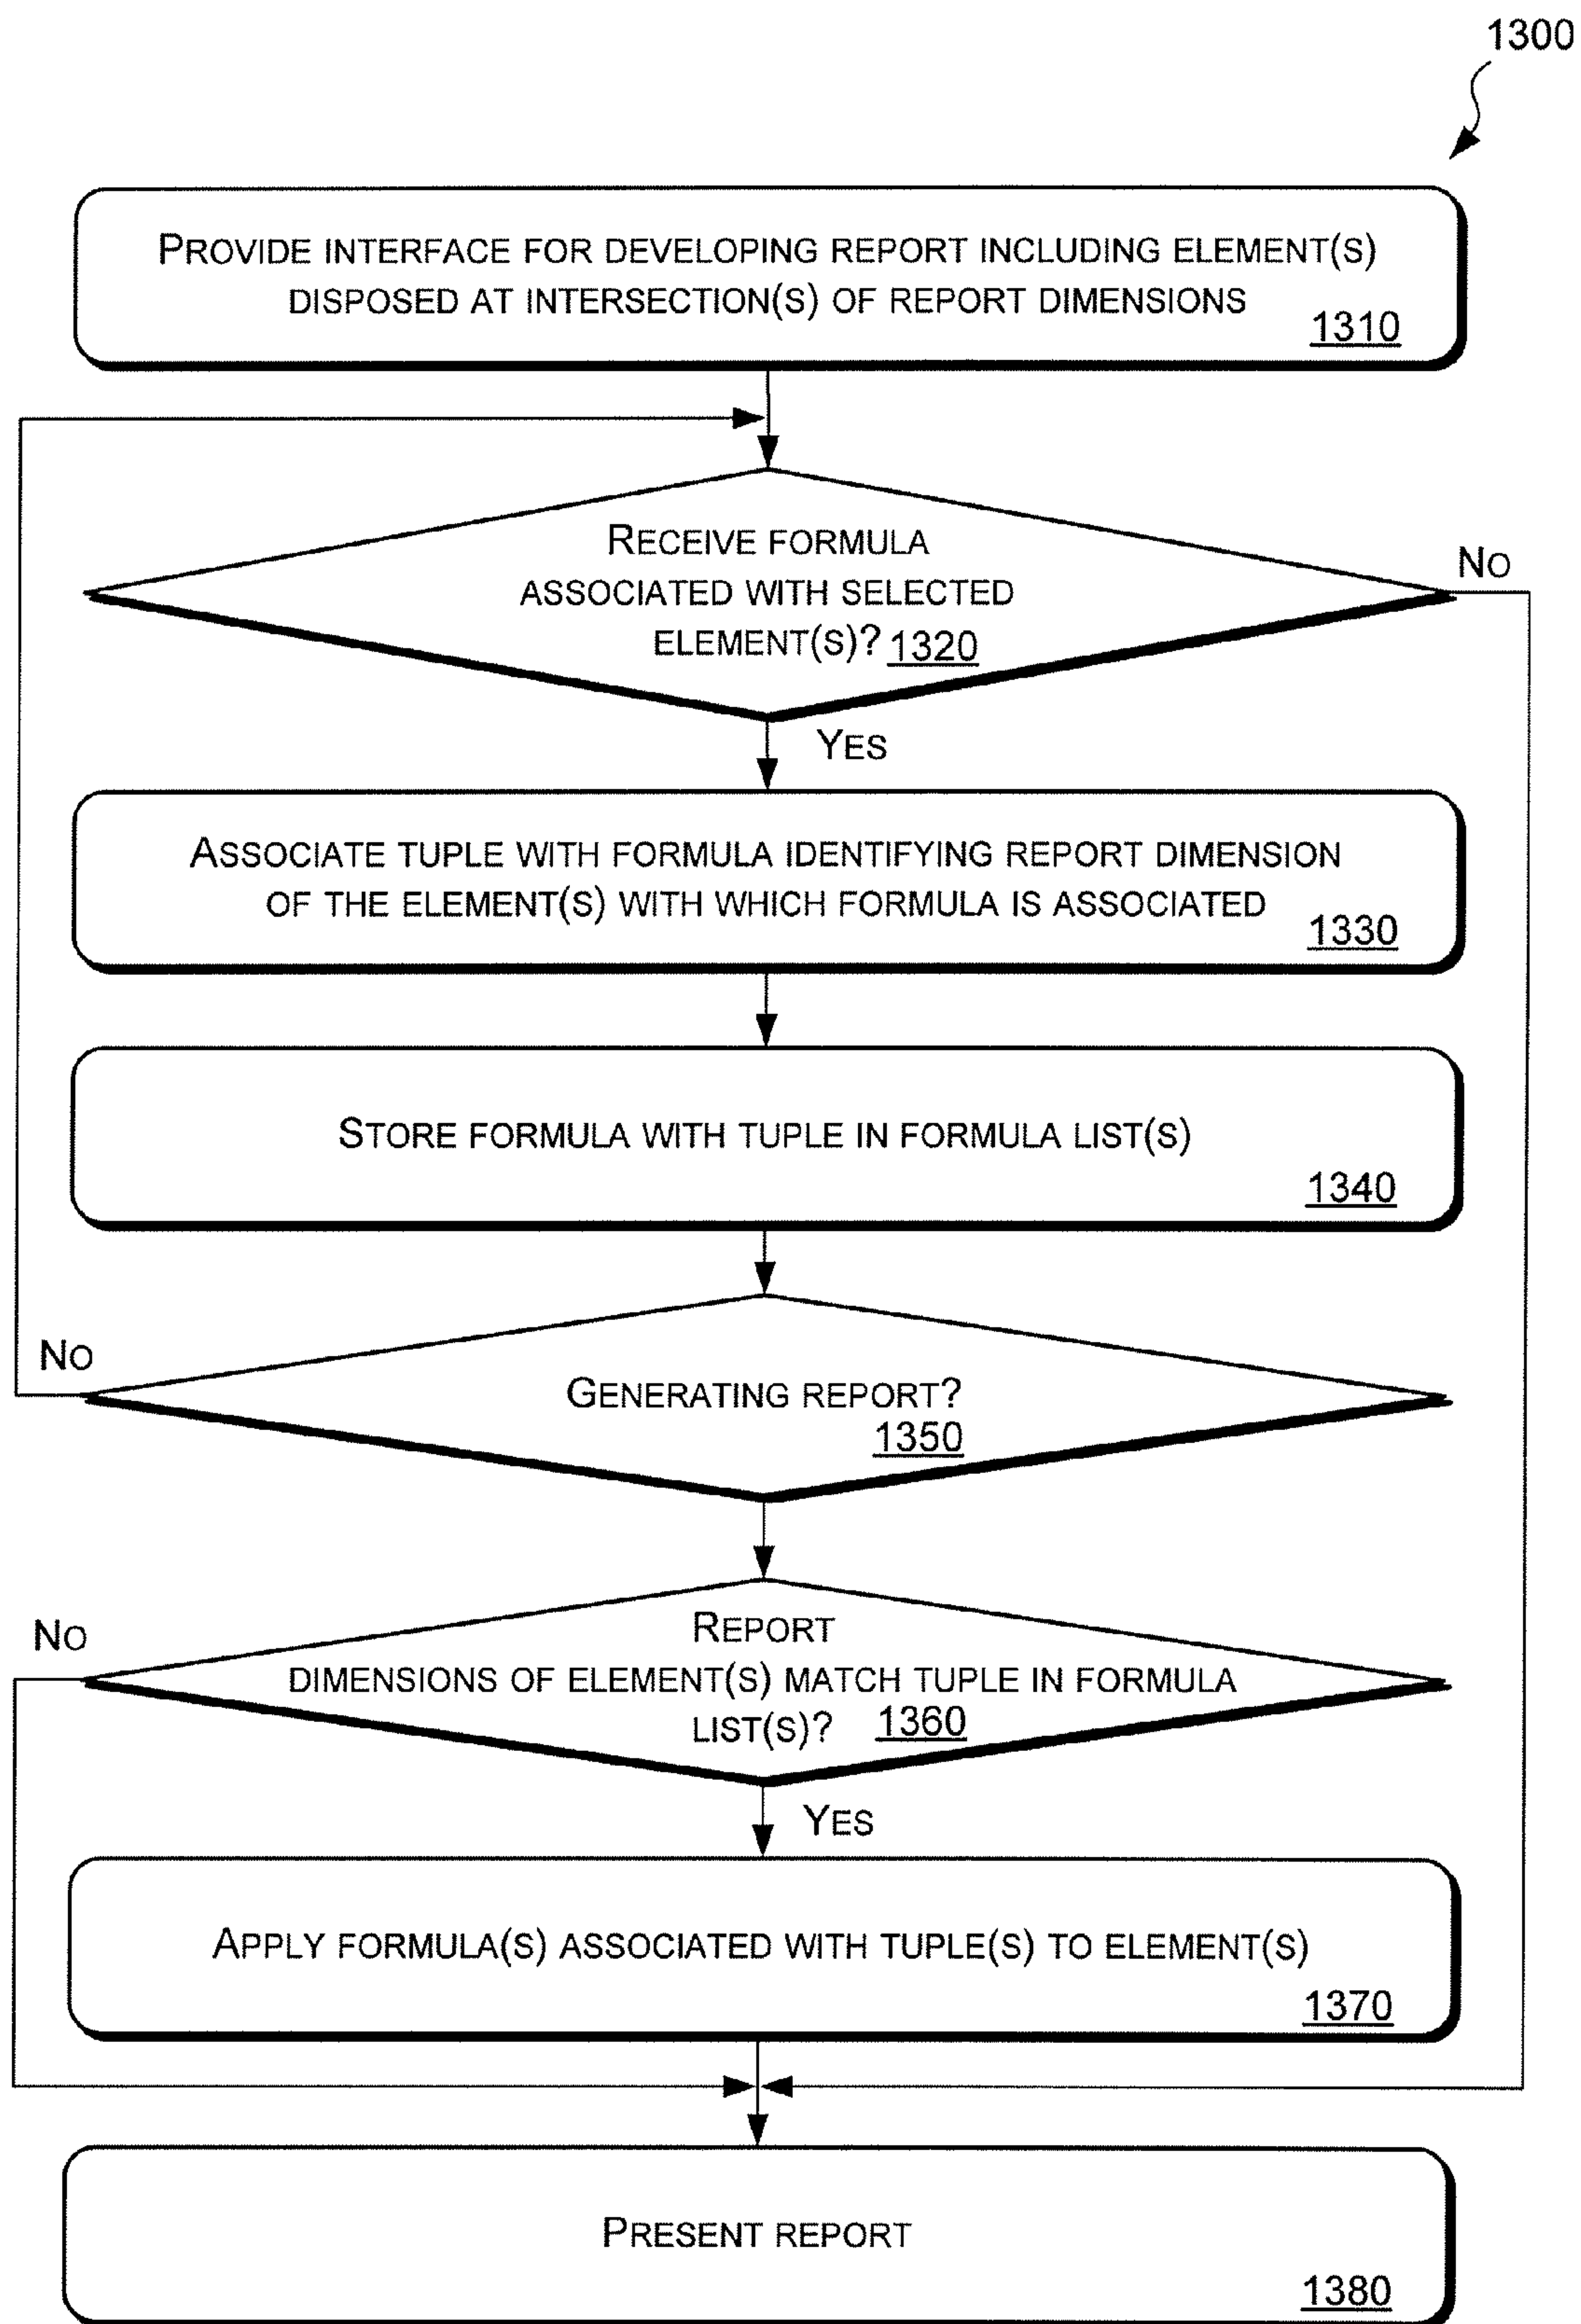 1300
PROVIDE INTERFACE FOR DEVELOPING REPORT INCLUDING ELEMENT(S)
DISPOSED AT INTERSECTION(S) OF REPORT DIMENSIONS
1310
RECEIVE FORMULA
ASSOCIATED WITH SELECTED
ELEMENT(S)? 1320
NO
YES
ASSOCIATE TUPLE WITH FORMULA IDENTIFYING REPORT DIMENSION
OF THE ELEMENT(S) WITH WHICH FORMULA IS ASSOCIATED
1330
STORE FORMULA WITH TUPLE IN FORMULA LIST(S)
1340
NO
GENERATING REPORT?
1350
NO
REPORT
DIMENSIONS OF ELEMENT(S) MATCH TUPLE IN FORMULA
LIST(S)? 1360
YES
APPLY FORMULA(S) ASSOCIATED WITH TUPLE(S) TO ELEMENT(S)
1370
PRESENT REPORT
1380